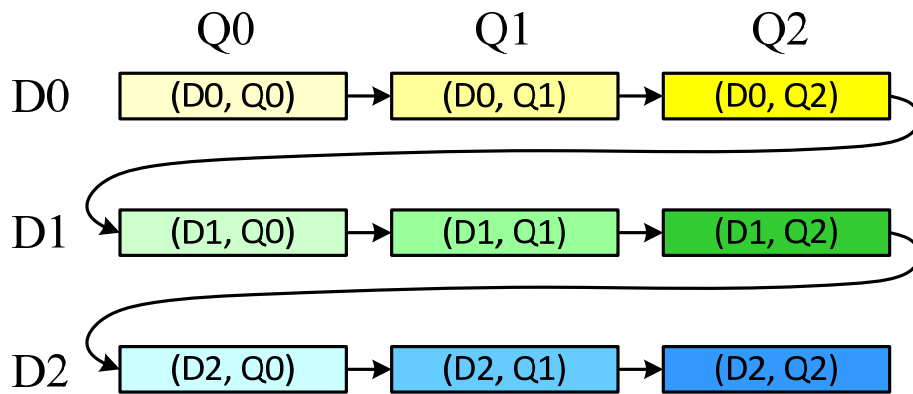 Q0 Q1 Q2
D0 (D0, Q0) (D0, Q1) (D0, Q2)
D1 (D1, Q0) (D1, Q1) (D1, Q2)
D2 (D2, Q0) (D2, Q1) (D2, Q2)